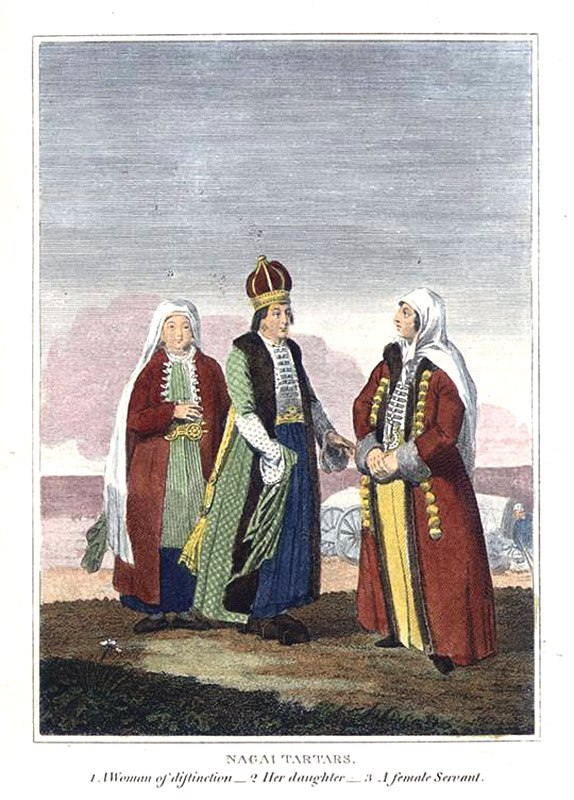 NAGAI TARTARS.
1 A Woman of diſtinction _ 2 Her daughter _ 3 A female Servant.